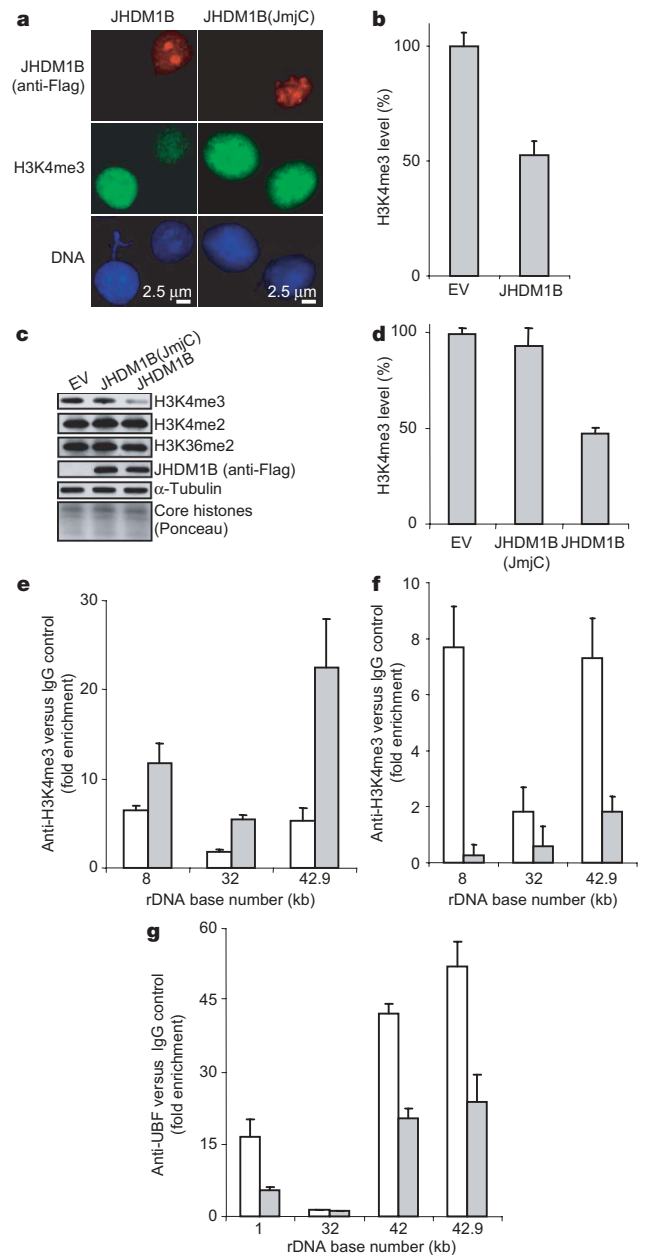 a
JHDM1B
JHDM1B(JmjC)
JHDM1B
(anti-Flag)
H3K4me3
DNA
2.5 µm
2.5 µm
b
H3K4me3 level (%)
100
50
0
EV
JHDM1B
c
EV
JHDM1B(JmjC)
JHDM1B
H3K4me3
H3K4me2
H3K36me2
JHDM1B (anti-Flag)
α-Tubulin
Core histones
(Ponceau)
d
H3K4me3 level (%)
100
50
0
EV
JHDM1B
(JmjC)
JHDM1B
e
Anti-H3K4me3 versus IgG control
(fold enrichment)
30
20
10
0
8 32 42.9
rDNA base number (kb)
f
Anti-H3K4me3 versus IgG control
(fold enrichment)
10
8
6
4
2
0
8 32 42.9
rDNA base number (kb)
g
Anti-UBF versus IgG control
(fold enrichment)
60
45
30
15
0
1 32 42 42.9
rDNA base number (kb)